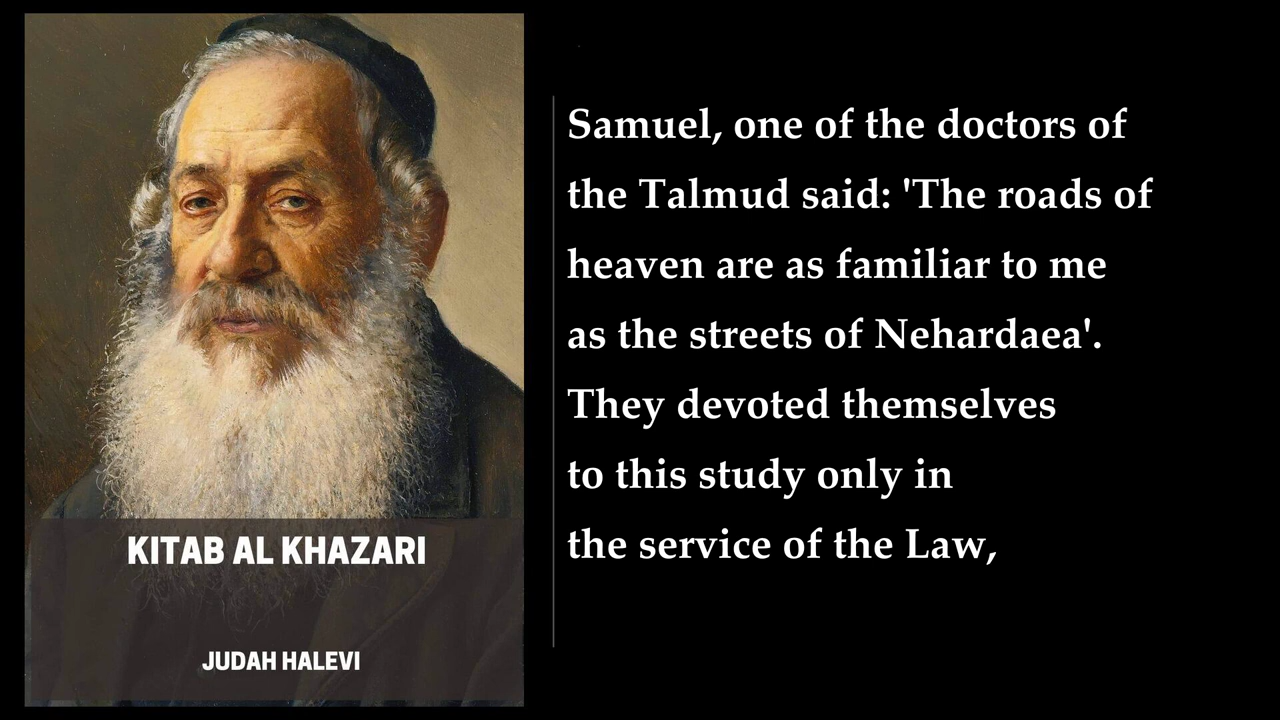 KITAB AL KHAZARI
JUDAH HALEVI
Samuel, one of the doctors of
the Talmud said: 'The roads of
heaven are as familiar to me
as the streets of Nehardaea'.
They devoted themselves
to this study only in
the service of the Law,